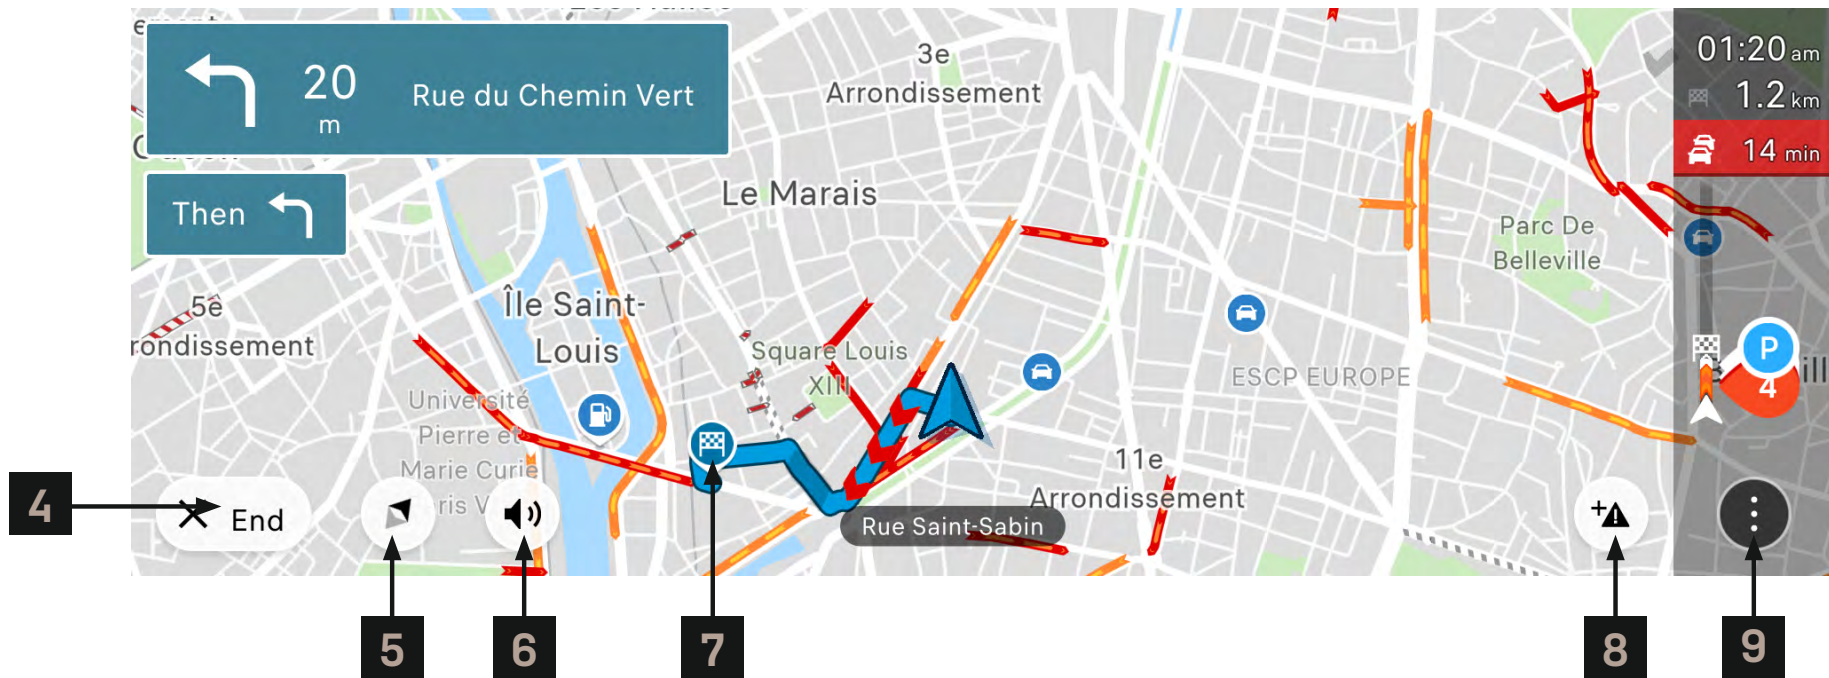 20
m
Rue du Chemin Vert
Then
01:20 am
1.2 km
14 min
3e
Arrondissement
Le Marais
Parc De
Belleville
5e
rondissement
Île Saint-
Louis
Square Louis
XIII
ESCP EUROPE
P
4
ill
Université
Pierre et
Marie Curie
ris V
11e
Arrondissement
Rue Saint-Sabin
End
4
5
6
7
8
9